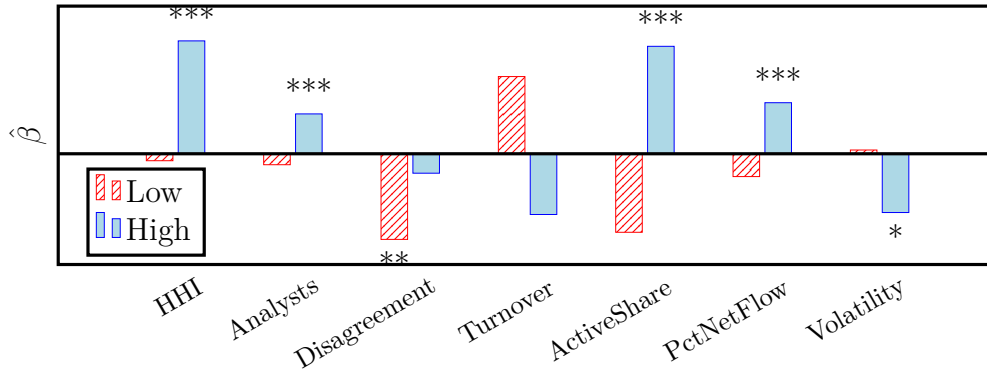 ***
***
***
***
β̂
Low
High
**
*
HHI
Analysts
Disagreement
Turnover
ActiveShare
PctNetFlow
Volatility